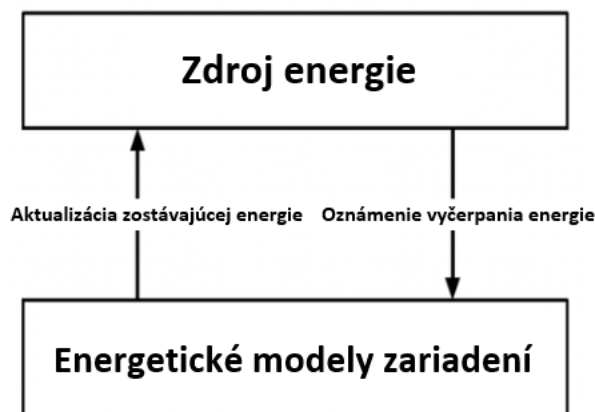 Zdroj energie
Aktualizácia zostávajúcej energie
Oznámenie vyčerpania energie
Energetické modely zariadení